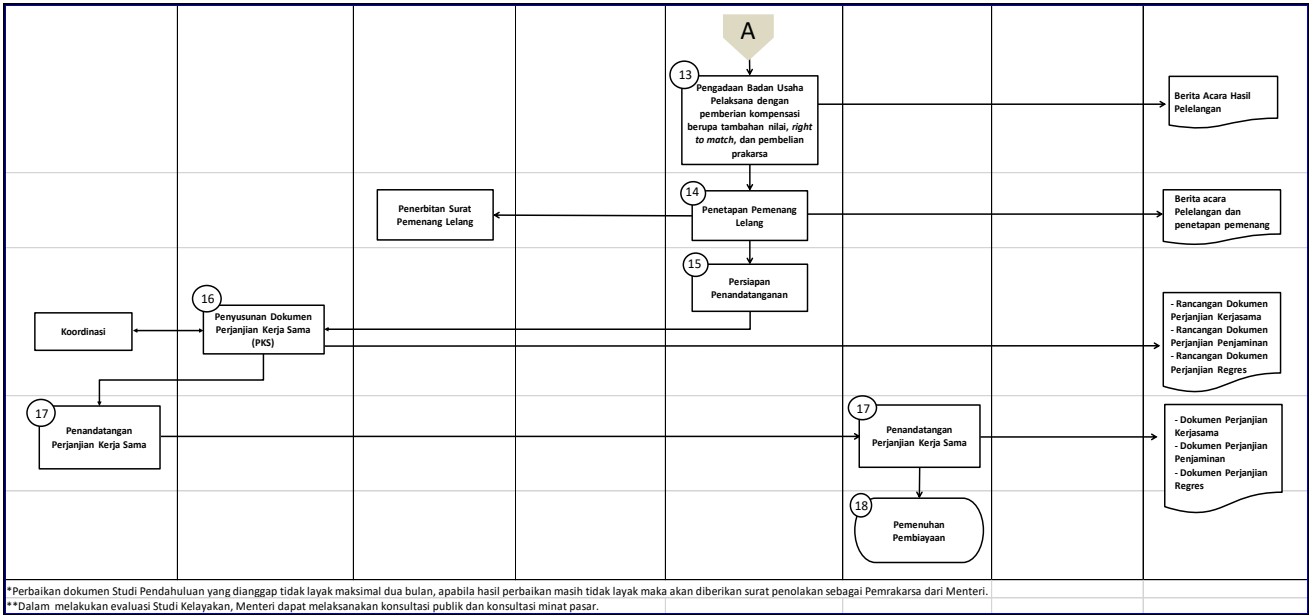 A
13
Pengadaan Badan Usaha
Pelaksana dengan
pemberian kompensasi
berupa tambahan nilai, right
to match, dan pembelian
prakarsa
Berita Acara Hasil
Pelelangan
14
Penetapan Pemenang
Lelang
Penerbitan Surat
Pemenang Lelang
Berita acara
Pelelangan dan
penetapan pemenang
15
Persiapan
Penandatanganan
16
Penyusunan Dokumen
Perjanjian Kerja Sama
(PKS)
Koordinasi
- Rancangan Dokumen
Perjanjian Kerjasama
- Rancangan Dokumen
Perjanjian Penjaminan
- Rancangan Dokumen
Perjanjian Regres
17
Penandatangan
Perjanjian Kerja Sama
17
Penandatangan
Perjanjian Kerja Sama
- Dokumen Perjanjian
Kerjasama
- Dokumen Perjanjian
Penjaminan
- Dokumen Perjanjian
Regres
18
Pemenuhan
Pembiayaan
*Perbaikan dokumen Studi Pendahuluan yang dianggap tidak layak maksimal dua bulan, apabila hasil perbaikan masih tidak layak maka akan diberikan surat penolakan sebagai Pemrakarsa dari Menteri.
**Dalam melakukan evaluasi Studi Kelayakan, Menteri dapat melaksanakan konsultasi publik dan konsultasi minat pasar.